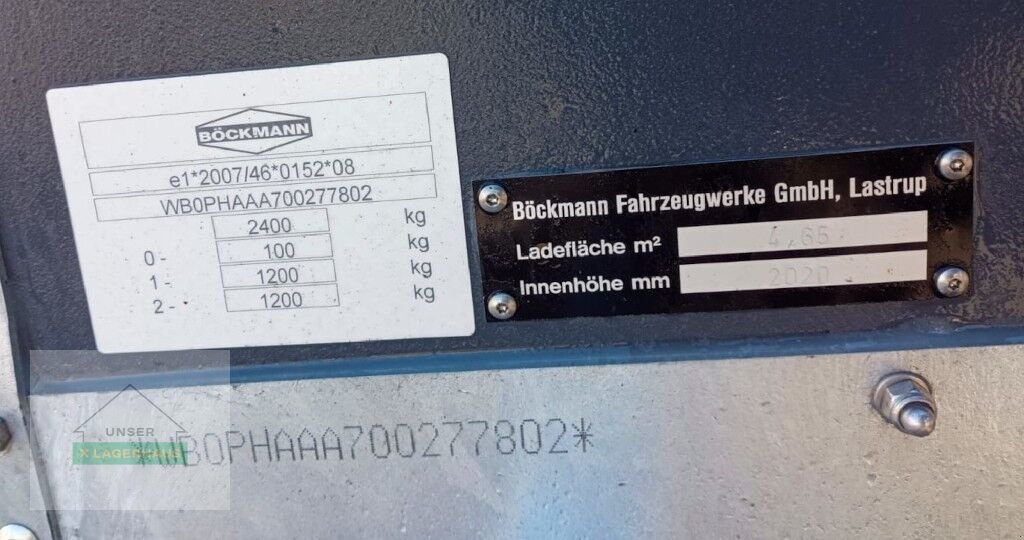 BÖCKMANN
e1*2007/46*0152*08
WB0PHAAA700277802
2400 kg
0- 100 kg
1- 1200 kg
2- 1200 kg
Böckmann Fahrzeugwerke GmbH, Lastrup
Ladefläche m² 4,65
Innenhöhe mm 2020
*WB0PHAAA700277802*
UNSER
X LAGERHAUS